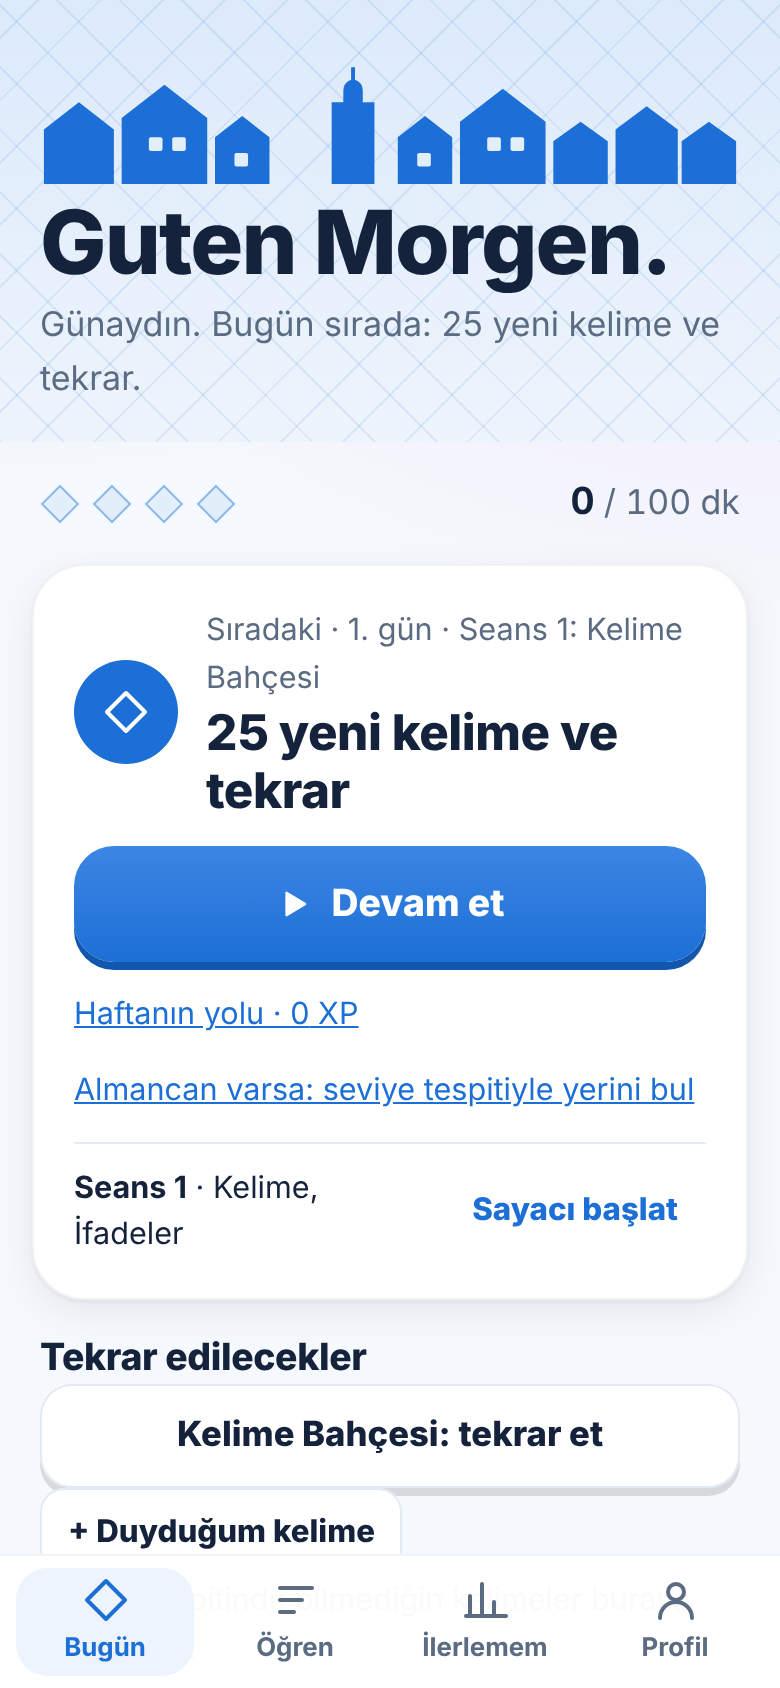 Guten Morgen.
Günaydın. Bugün sırada: 25 yeni kelime ve
tekrar.
0 / 100 dk
Sıradaki · 1. gün · Seans 1: Kelime
Bahçesi
25 yeni kelime ve
tekrar
Devam et
Haftanın yolu · 0 XP
Almancan varsa: seviye tespitiyle yerini bul
Seans 1 · Kelime,
İfadeler
Sayacı başlat
Tekrar edilecekler
Kelime Bahçesi: tekrar et
+ Duyduğum kelime
Bugün
Öğren
İlerlemem
Profil